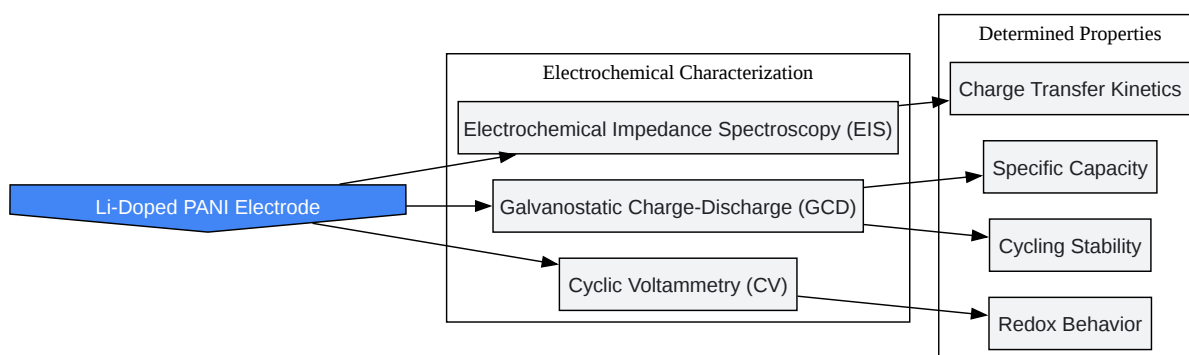 Determined Properties
Electrochemical Characterization
Charge Transfer Kinetics
Electrochemical Impedance Spectroscopy (EIS)
Specific Capacity
Li-Doped PANI Electrode
Galvanostatic Charge-Discharge (GCD)
Cycling Stability
Cyclic Voltammetry (CV)
Redox Behavior